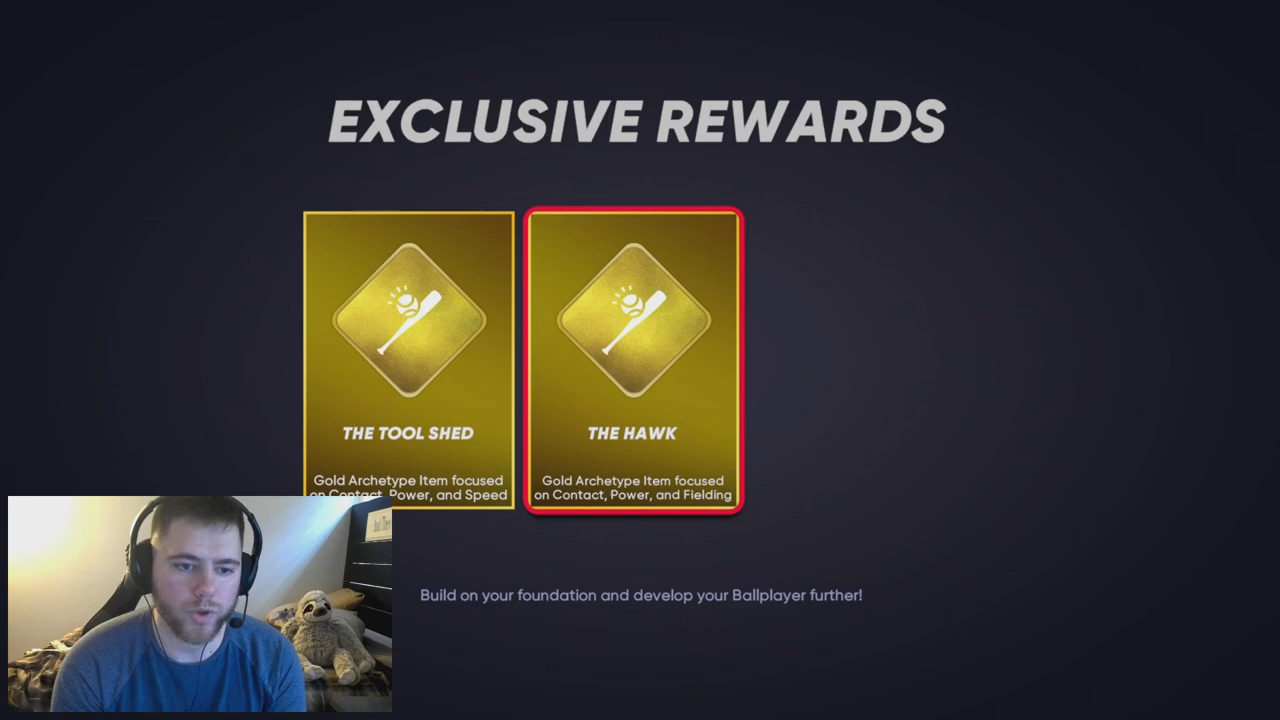 EXCLUSIVE REWARDS
THE TOOL SHED
Gold Archetype Item focused
on Contact, Power, and Speed
THE HAWK
Gold Archetype Item focused
on Contact, Power, and Fielding
Build on your foundation and develop your Ballplayer further!